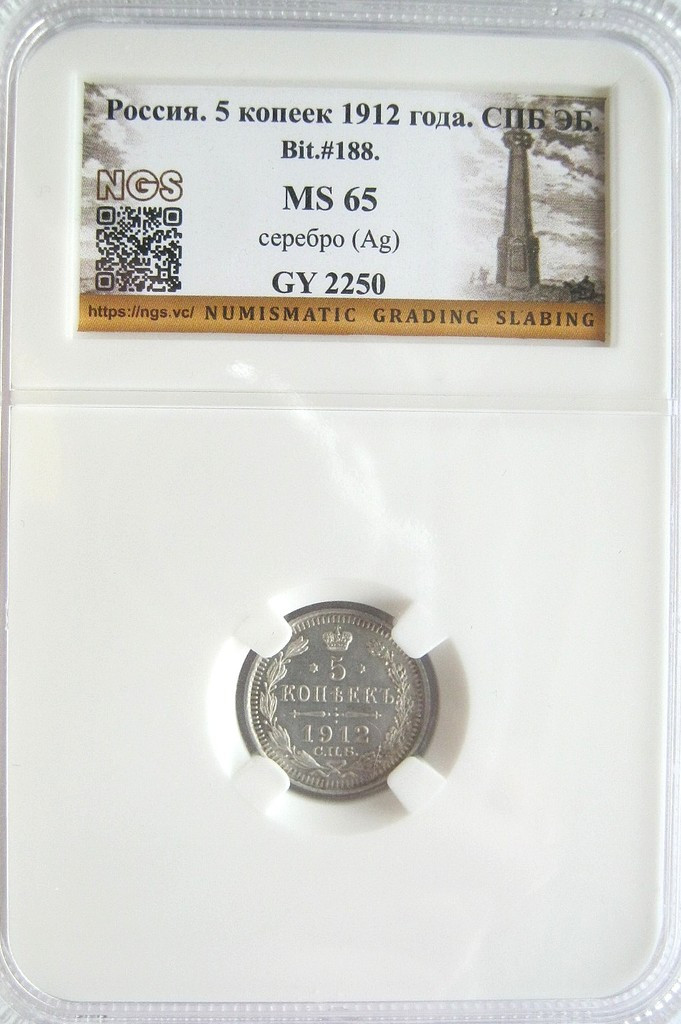 Россия. 5 копеек 1912 года. СПБ ЭБ.
Bit.#188.
NGS
MS 65
серебро (Ag)
GY 2250
https://ngs.vc/ NUMISMATIC GRADING SLABING
5
КОПѢЕКЪ
1912
С.П.Б.